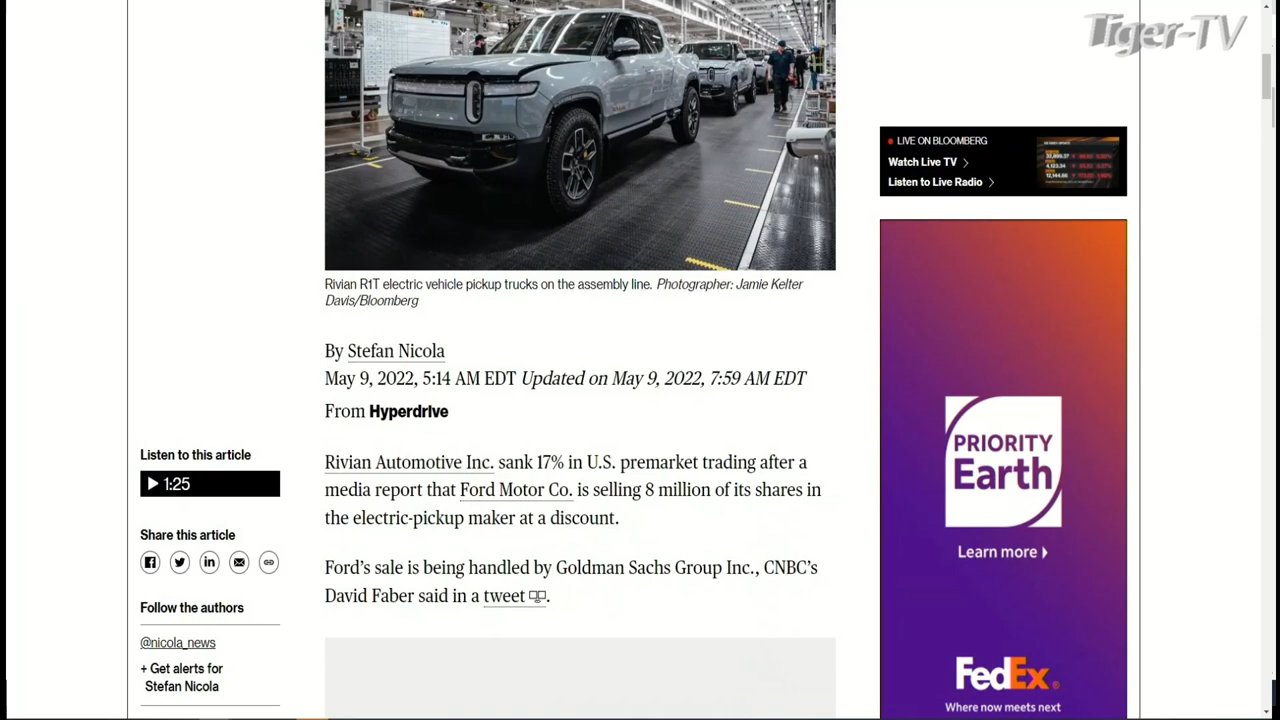 Tiger-TV
LIVE ON BLOOMBERG
Watch Live TV
Listen to Live Radio
Rivian R1T electric vehicle pickup trucks on the assembly line. Photographer: Jamie Kelter
Davis/Bloomberg
By Stefan Nicola
May 9, 2022, 5:14 AM EDT Updated on May 9, 2022, 7:59 AM EDT
From Hyperdrive
Listen to this article
1:25
Share this article
Follow the authors
@nicola_news
+ Get alerts for
Stefan Nicola
Rivian Automotive Inc. sank 17% in U.S. premarket trading after a
media report that Ford Motor Co. is selling 8 million of its shares in
the electric-pickup maker at a discount.
Ford’s sale is being handled by Goldman Sachs Group Inc., CNBC’s
David Faber said in a tweet.
PRIORITY
Earth
Learn more
FedEx®
Where now meets next